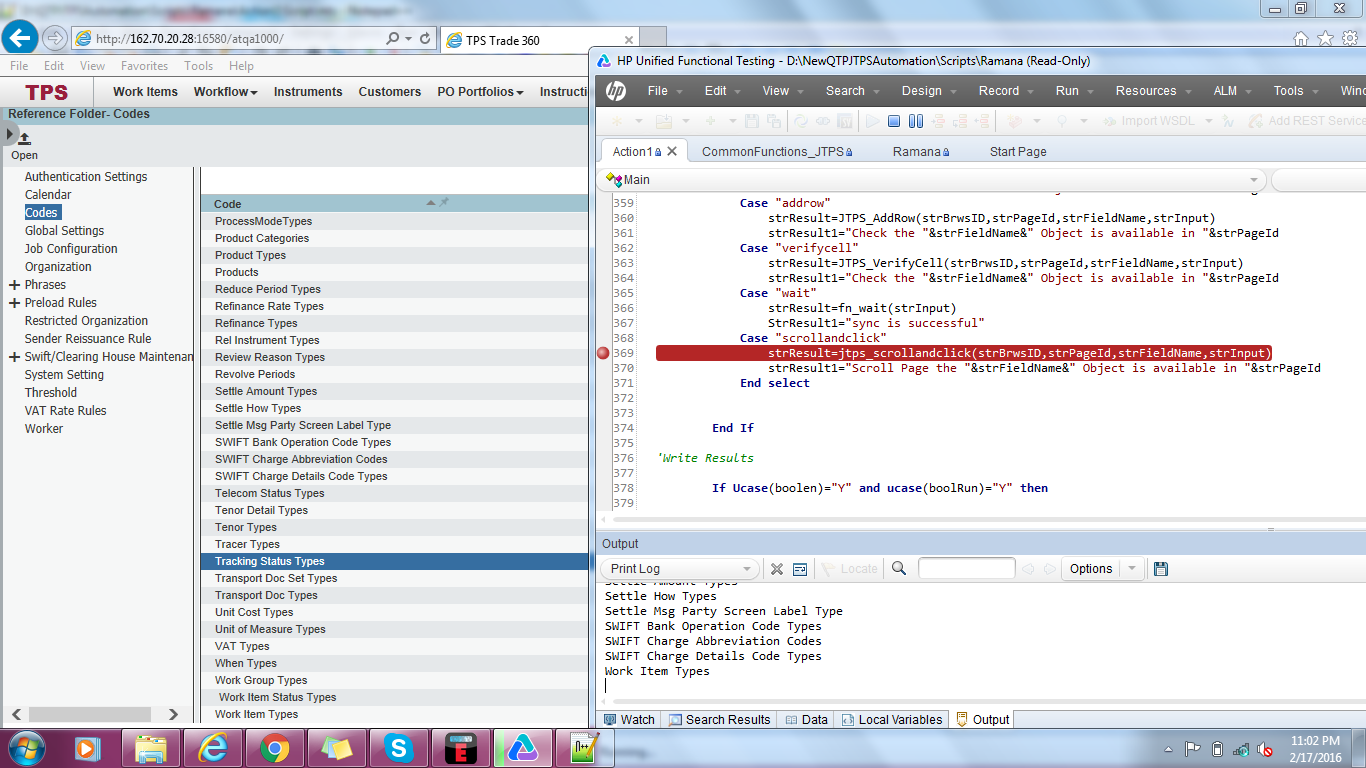 http://162.70.20.28:16580/atqa1000/
TPS Trade 360
File Edit View Favorites Tools Help
TPS Work Items Workflow Instruments Customers PO Portfolios Instructi
Reference Folder- Codes
Open
Authentication Settings
Calendar
Codes
Global Settings
Job Configuration
Organization
Phrases
Preload Rules
Restricted Organization
Sender Reissuance Rule
Swift/Clearing House Maintenan
System Setting
Threshold
VAT Rate Rules
Worker
Code
ProcessModeTypes
Product Categories
Product Types
Products
Reduce Period Types
Refinance Rate Types
Refinance Types
Rel Instrument Types
Review Reason Types
Revolve Periods
Settle Amount Types
Settle How Types
Settle Msg Party Screen Label Type
SWIFT Bank Operation Code Types
SWIFT Charge Abbreviation Codes
SWIFT Charge Details Code Types
Telecom Status Types
Tenor Detail Types
Tenor Types
Tracer Types
Tracking Status Types
Transport Doc Set Types
Transport Doc Types
Unit Cost Types
Unit of Measure Types
VAT Types
When Types
Work Group Types
Work Item Status Types
Work Item Types
HP Unified Functional Testing - D:\NewQTPJTPSAutomation\Scripts\Ramana (Read-Only)
hp File Edit View Search Design Record Run Resources ALM Tools Wind
Import WSDL Add REST Service
Action1 CommonFunctions_JTPS Ramana Start Page
Main
359 Case "addrow"
360 strResult=JTPS_AddRow(strBrwsID,strPageId,strFieldName,strInput)
361 strResult1="Check the "&strFieldName&" Object is available in "&strPageId
362 Case "verifycell"
363 strResult=JTPS_VerifyCell(strBrwsID,strPageId,strFieldName,strInput)
364 strResult1="Check the "&strFieldName&" Object is available in "&strPageId
365 Case "wait"
366 strResult=fn_wait(strInput)
367 StrResult1="sync is successful"
368 Case "scrollandclick"
369 strResult=jtps_scrollandclick(strBrwsID,strPageId,strFieldName,strInput)
370 strResult1="Scroll Page the "&strFieldName&" Object is available in "&strPageId
371 End select
372
373
374 End If
375
376 'Write Results
377
378 If Ucase(boolen)="Y" and ucase(boolRun)="Y" then
379
Output
Print Log Locate Options
Settle Amount Types
Settle How Types
Settle Msg Party Screen Label Type
SWIFT Bank Operation Code Types
SWIFT Charge Abbreviation Codes
SWIFT Charge Details Code Types
Work Item Types
Watch Search Results Data Local Variables Output
11:02 PM
2/17/2016